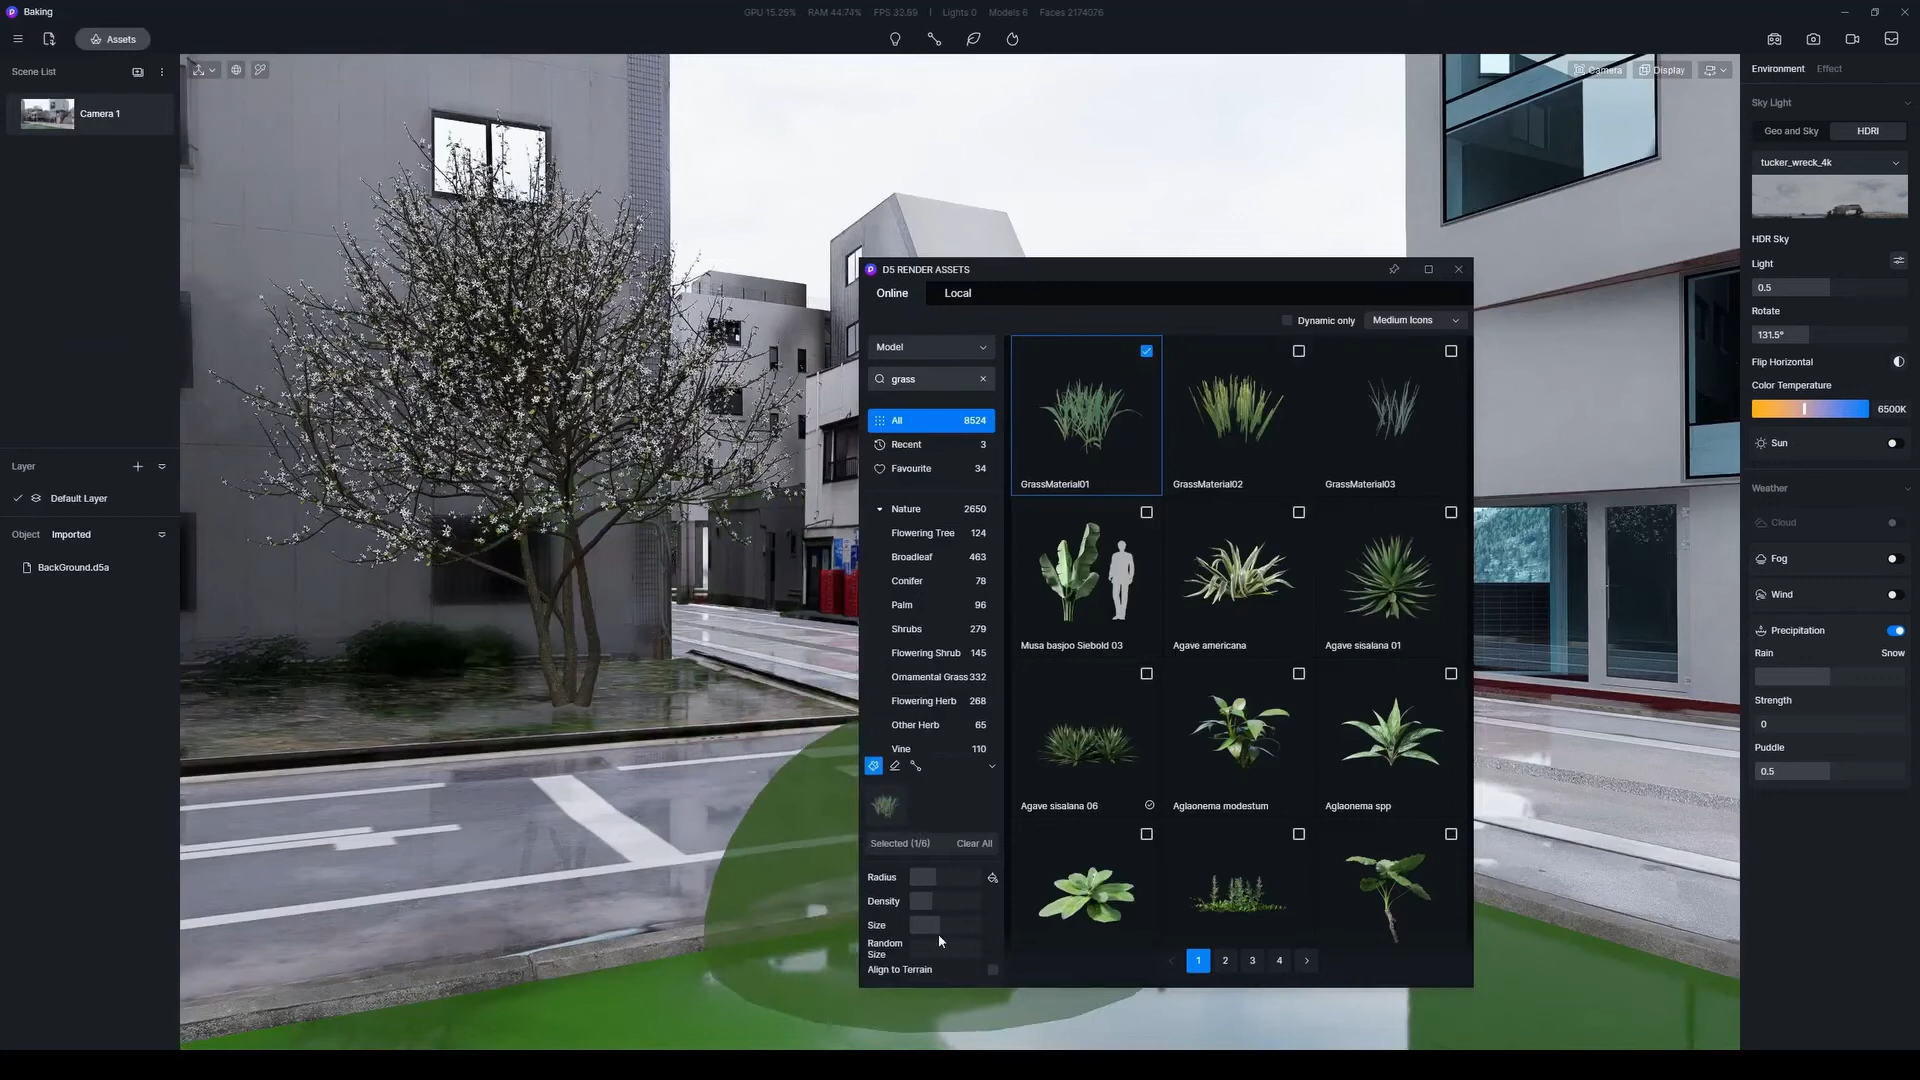 Baking
GPU 15.25% RAM 44.74% FPS 32.59 | Lights 0 Models 6 Faces 2174076
Assets
Scene List
Camera 1
Camera
Display
Environment
Effect
Sky Light
Geo and Sky
HDRI
tucker_wreck_4k
HDR Sky
Light
0.5
Rotate
131.5°
Flip Horizontal
Color Temperature
6500K
Sun
Weather
Cloud
Fog
Wind
Precipitation
Rain
Snow
Strength
0
Puddle
0.5
Layer
Default Layer
Object
Imported
BackGround.d5a
D5 RENDER ASSETS
Online
Local
Dynamic only
Medium Icons
Model
grass
All 8524
Recent 3
Favourite 34
Nature 2650
Flowering Tree 124
Broadleaf 463
Conifer 78
Palm 96
Shrubs 279
Flowering Shrub 145
Ornamental Grass 332
Flowering Herb 268
Other Herb 65
Vine 110
Selected (1/6)
Clear All
Radius
Density
Size
Random
Size
Align to Terrain
GrassMaterial01
GrassMaterial02
GrassMaterial03
Musa basjoo Siebold 03
Agave americana
Agave sisalana 01
Agave sisalana 06
Aglaonema modestum
Aglaonema spp
1 2 3 4